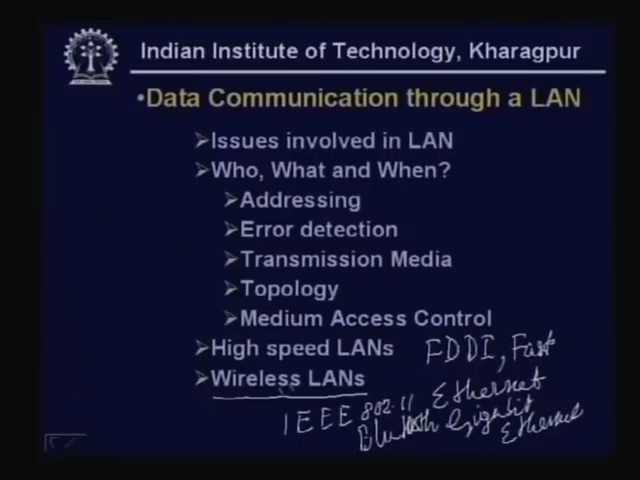 Indian Institute of Technology, Kharagpur
•Data Communication through a LAN
➢Issues involved in LAN
➢Who, What and When?
➢Addressing
➢Error detection
➢Transmission Media
➢Topology
➢Medium Access Control
➢High speed LANs FDDI, Fast
Ethernet
➢Wireless LANs
IEEE 802.11 Gigabit
Bluetooth Ethernet